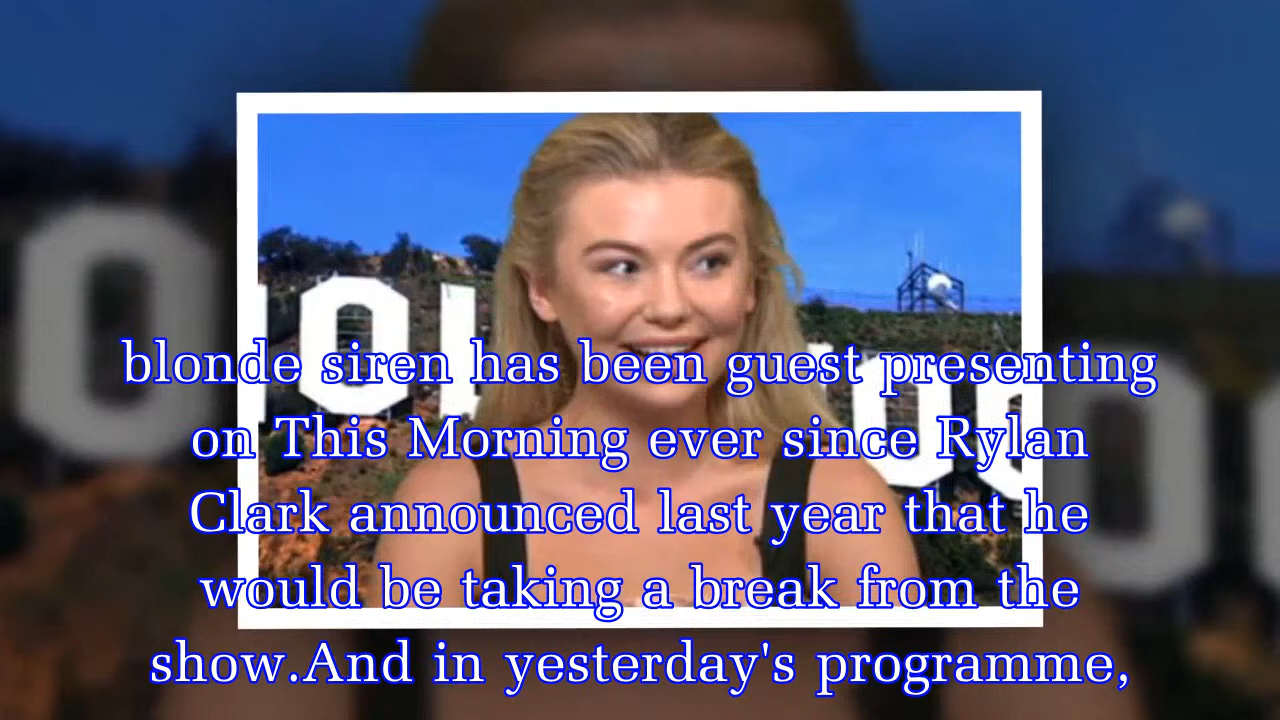 blonde siren has been guest presenting
on This Morning ever since Rylan
Clark announced last year that he
would be taking a break from the
show.And in yesterday's programme,